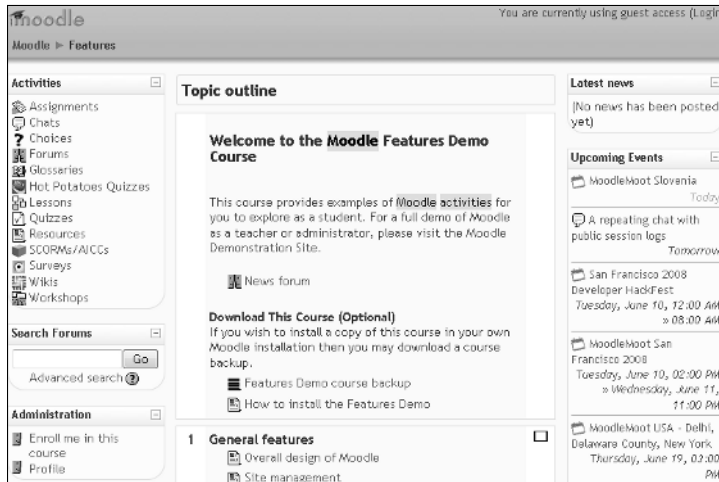 moodle
You are currently using guest access (Login
Moodle ► Features
Activities
Assignments
Chats
Choices
Forums
Glossaries
Hot Potatoes Quizzes
Lessons
Quizzes
Resources
SCORMs/AICCs
Surveys
Wikis
Workshops
Search Forums
Go
Advanced search ?
Administration
Enroll me in this
course
Profile
Topic outline
Welcome to the Moodle Features Demo
Course
This course provides examples of Moodle activities for
you to explore as a student. For a full demo of Moodle
as a teacher or administrator, please visit the Moodle
Demonstration Site.
News forum
Download This Course (Optional)
If you wish to install a copy of this course in your own
Moodle installation then you may download a course
backup.
Features Demo course backup
How to install the Features Demo
1 General features
Overall design of Moodle
Site management
Latest news
(No news has been posted
yet)
Upcoming Events
MoodleMoot Slovenia
Today
A repeating chat with
public session logs
Tomorrow
San Francisco 2008
Developer HackFest
Tuesday, June 10, 12:00 AM
» 08:00 AM
MoodleMoot San
Francisco 2008
Tuesday, June 10, 02:00 PM
» Wednesday, June 11,
11:00 PM
MoodleMoot USA - Delhi,
Delaware County, New York
Thursday, June 19, 03:00
PM